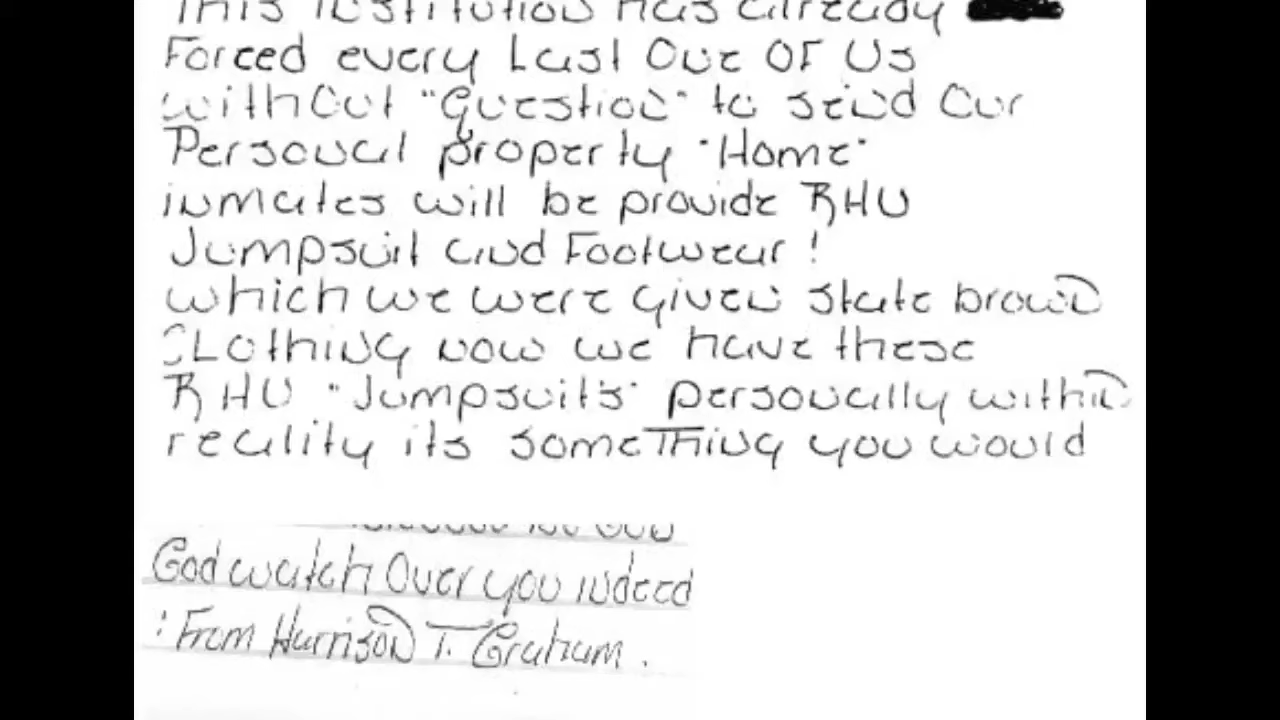 This institution has already
Forced every Last One OF Us
without "Question" to send Our
Personal property "Home"
inmates will be provide RHU
Jumpsuit and Footwear!
which we were given state brown
CLothing now we have these
RHU "Jumpsuits" personally within
reality its someThing you would
God watch Over you indeed
: From Harrison T. Graham.